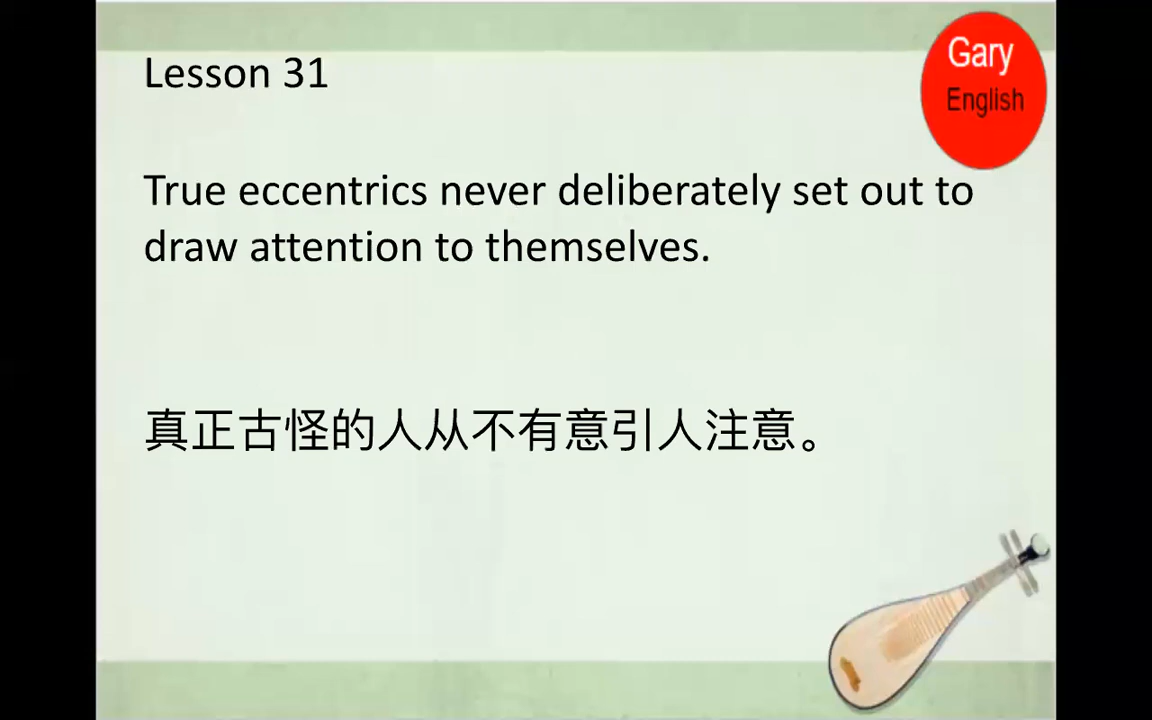 Lesson 31
Gary
English
True eccentrics never deliberately set out to
draw attention to themselves.
真正古怪的人从不有意引人注意。